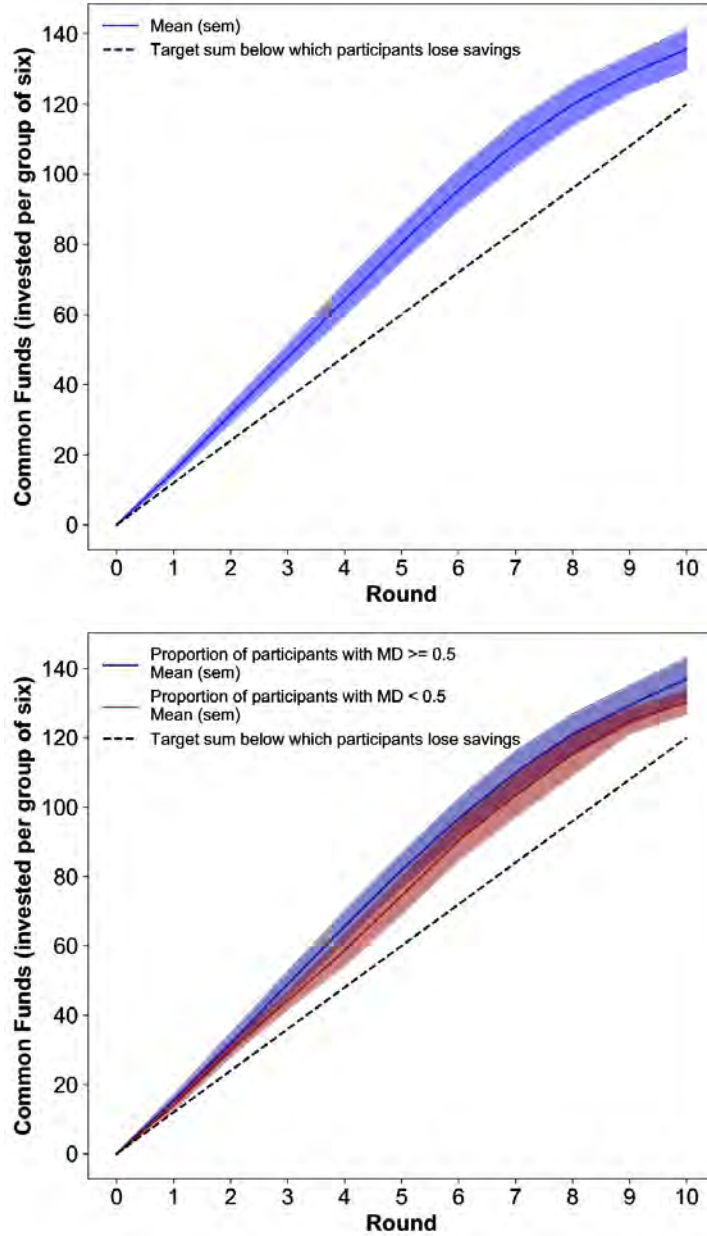 Mean (sem)
Target sum below which participants lose savings
Common Funds (invested per group of six)
140
120
100
80
60
40
20
0
0 1 2 3 4 5 6 7 8 9 10
Round
Proportion of participants with MD >= 0.5
Mean (sem)
Proportion of participants with MD < 0.5
Mean (sem)
Target sum below which participants lose savings
Common Funds (invested per group of six)
140
120
100
80
60
40
20
0
0 1 2 3 4 5 6 7 8 9 10
Round